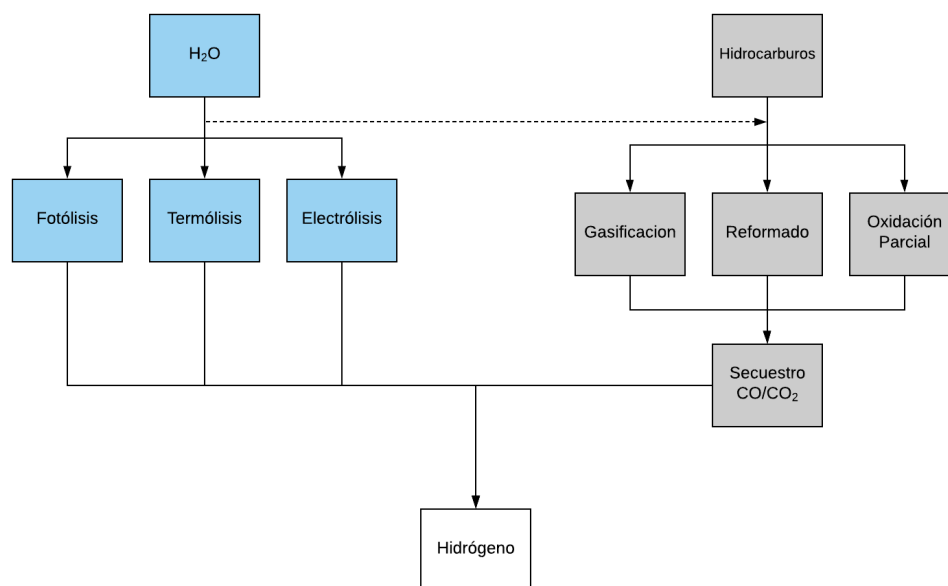 H₂O
Hidrocarburos
Fotólisis
Termólisis
Electrólisis
Gasificacion
Reformado
Oxidación
Parcial
Secuestro
CO/CO₂
Hidrógeno